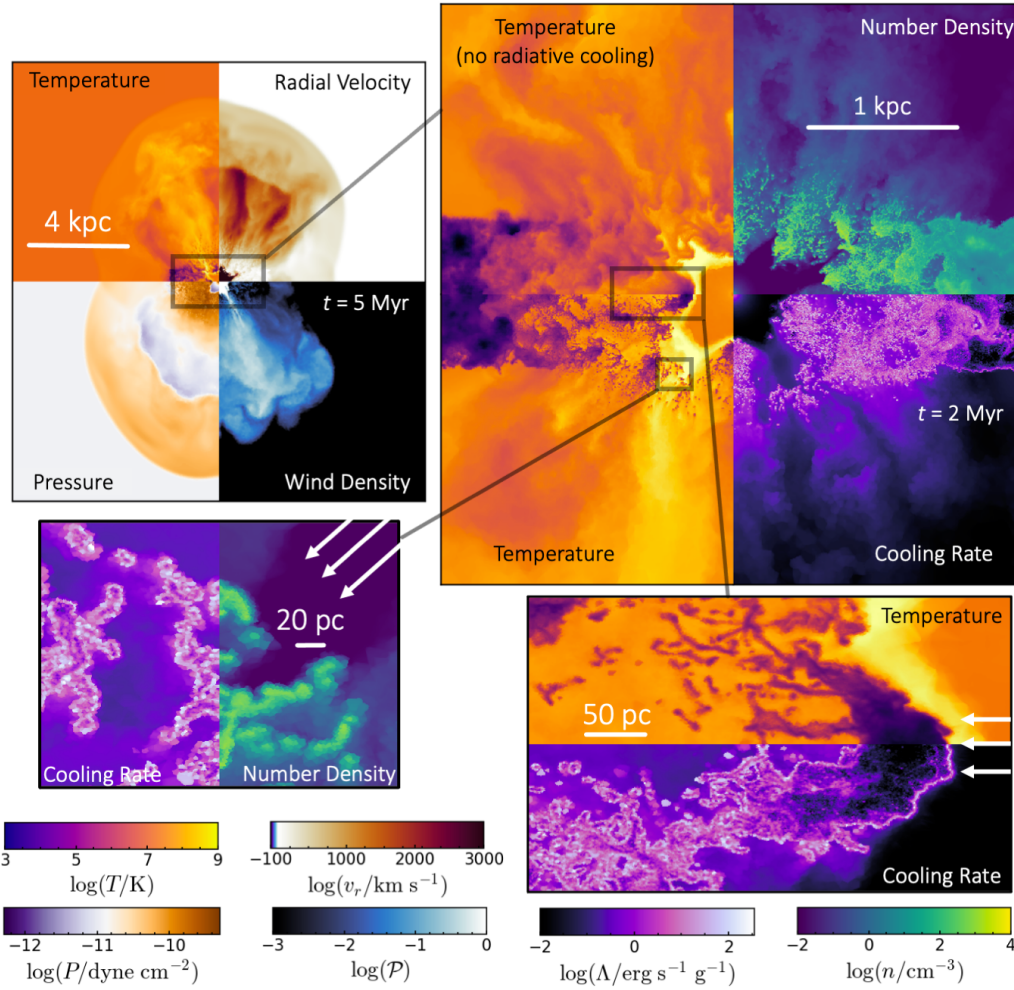 Temperature
Radial Velocity
4 kpc
t = 5 Myr
Pressure
Wind Density
Temperature
(no radiative cooling)
Number Density
1 kpc
t = 2 Myr
Temperature
Cooling Rate
20 pc
Cooling Rate
Number Density
Temperature
50 pc
Cooling Rate
3 5 7 9
log(T/K)
−100 1000 2000 3000
log(v_r/km s⁻¹)
−12 −11 −10
log(P/dyne cm⁻²)
−3 −2 −1 0
log(𝒫)
−2 0 2
log(Λ/erg s⁻¹ g⁻¹)
−2 0 2 4
log(n/cm⁻³)